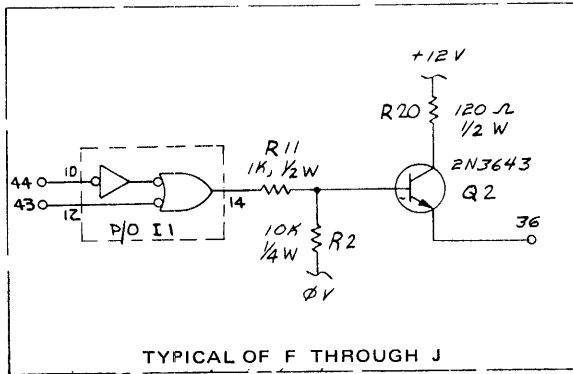 +12V
R20
120 Ω
1/2 W
R11
1K, 1/2 W
2N3643
Q2
44
10
43
12
14
36
P/O I1
10K
1/4 W
R2
ØV
TYPICAL OF F THROUGH J